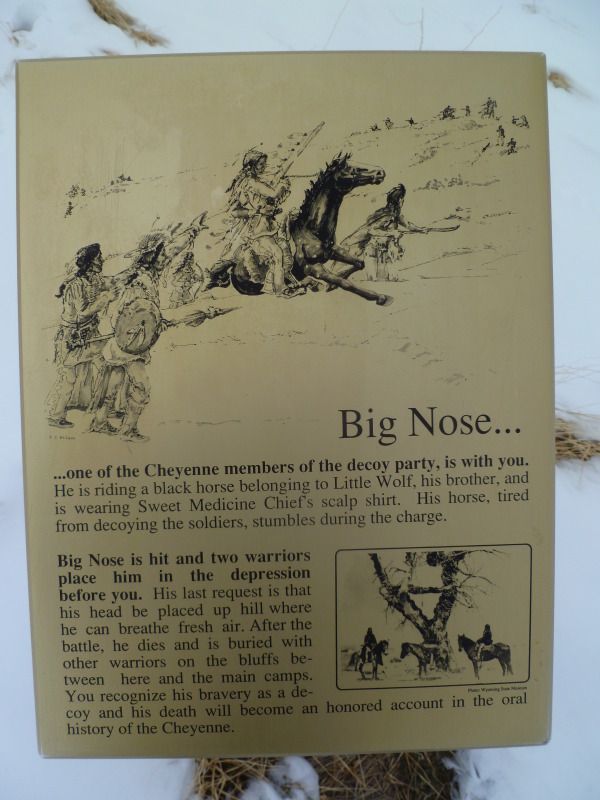 Big Nose...
...one of the Cheyenne members of the decoy party, is with you.
He is riding a black horse belonging to Little Wolf, his brother, and
is wearing Sweet Medicine Chief's scalp shirt. His horse, tired
from decoying the soldiers, stumbles during the charge.
Big Nose is hit and two warriors
place him in the depression
before you. His last request is that
his head be placed up hill where
he can breathe fresh air. After the
battle, he dies and is buried with
other warriors on the bluffs be-
tween here and the main camps.
You recognize his bravery as a de-
coy and his death will become an honored account in the oral
history of the Cheyenne.
Photo: Wyoming State Museum